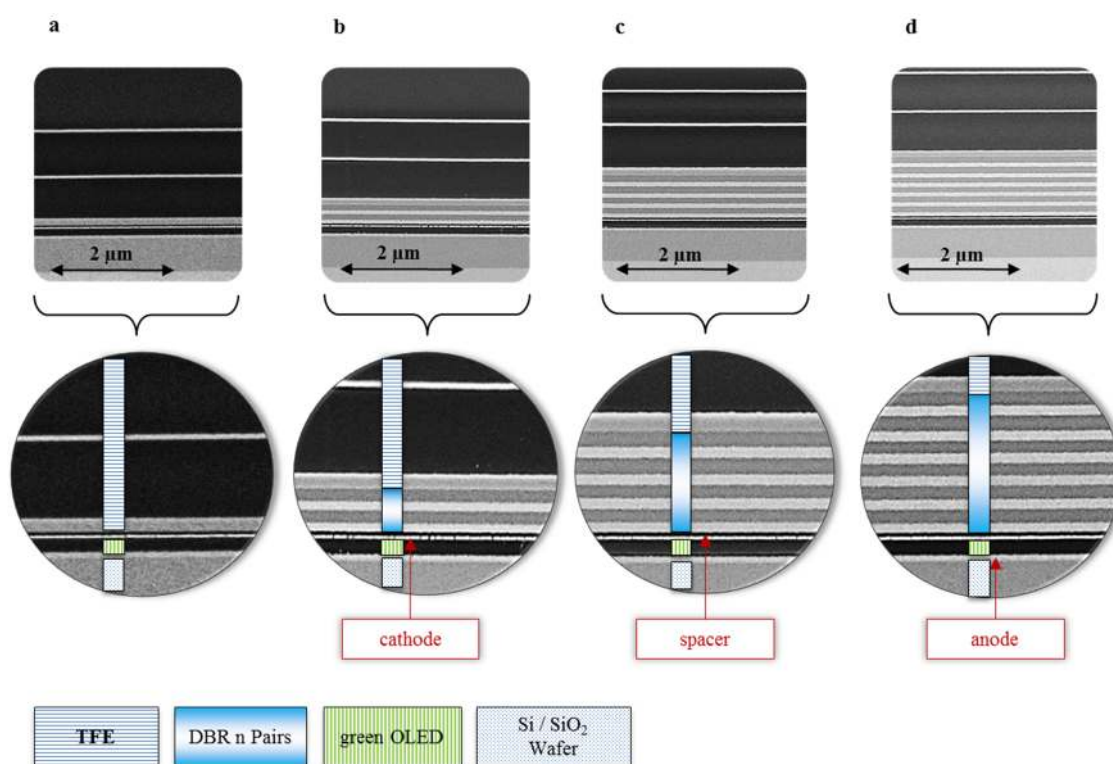 a
b
c
d
2 µm
2 µm
2 µm
2 µm
cathode
spacer
anode
TFE
DBR n Pairs
green OLED
Si / SiO₂
Wafer